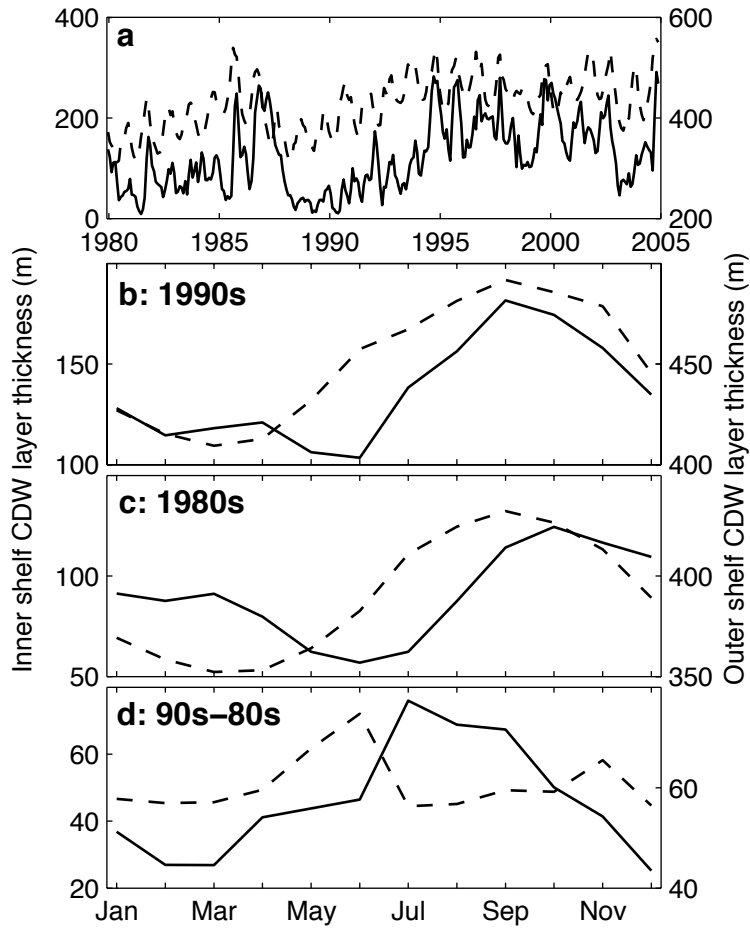 400
a
600
200
400
0
200
1980
1985
1990
1995
2000
2005
b: 1990s
150
450
100
400
c: 1980s
100
400
50
350
d: 90s–80s
60
60
40
20
40
Jan
Mar
May
Jul
Sep
Nov
Inner shelf CDW layer thickness (m)
Outer shelf CDW layer thickness (m)